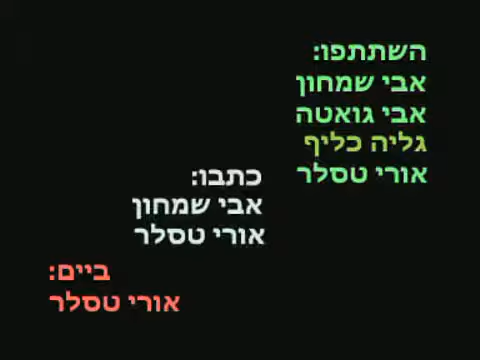 השתתפו:
אבי שמחון
אבי גואטה
גליה כליף
אורי טסלר
כתבו:
אבי שמחון
אורי טסלר
ביים:
אורי טסלר